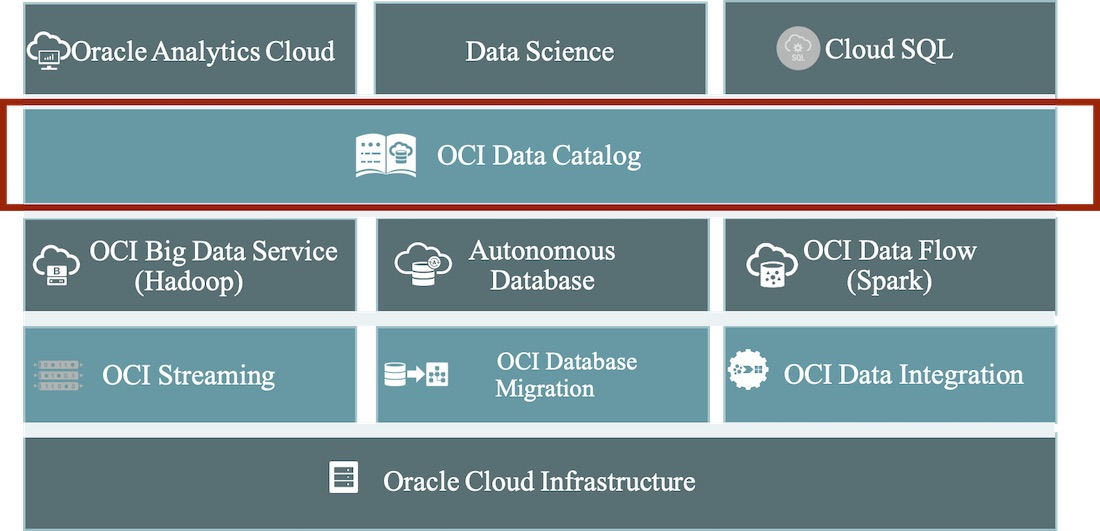 Oracle Analytics Cloud
Data Science
SQL
Cloud SQL
OCI Data Catalog
OCI Big Data Service
(Hadoop)
Autonomous
Database
OCI Data Flow
(Spark)
B
OCI Streaming
OCI Database
Migration
OCI Data Integration
Oracle Cloud Infrastructure